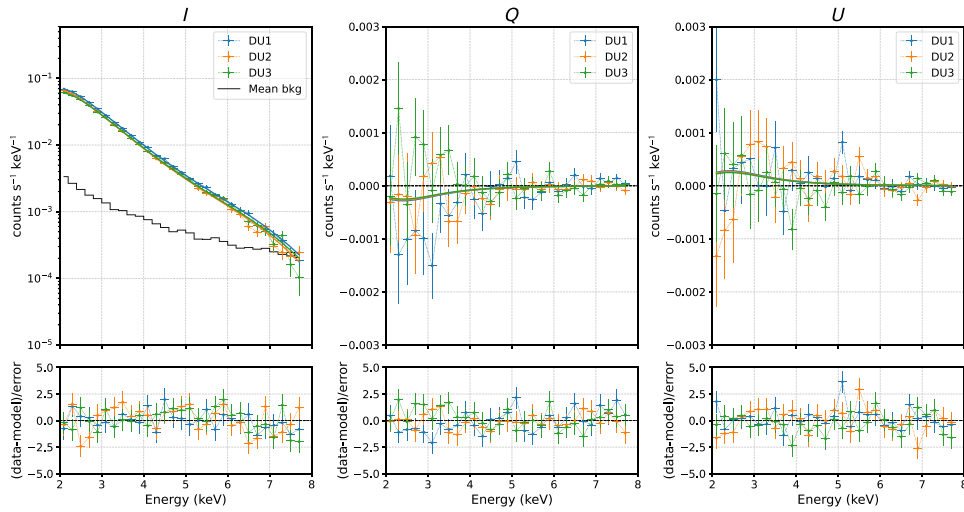 I
Q
U
counts s⁻¹ keV⁻¹
10⁻¹
10⁻²
10⁻³
10⁻⁴
10⁻⁵
DU1
DU2
DU3
Mean bkg
counts s⁻¹ keV⁻¹
0.003
0.002
0.001
0.000
−0.001
−0.002
−0.003
DU1
DU2
DU3
counts s⁻¹ keV⁻¹
0.003
0.002
0.001
0.000
−0.001
−0.002
−0.003
DU1
DU2
DU3
(data-model)/error
5.0
2.5
0.0
−2.5
−5.0
2 3 4 5 6 7 8
Energy (keV)
(data-model)/error
5.0
2.5
0.0
−2.5
−5.0
2 3 4 5 6 7 8
Energy (keV)
(data-model)/error
5.0
2.5
0.0
−2.5
−5.0
2 3 4 5 6 7 8
Energy (keV)